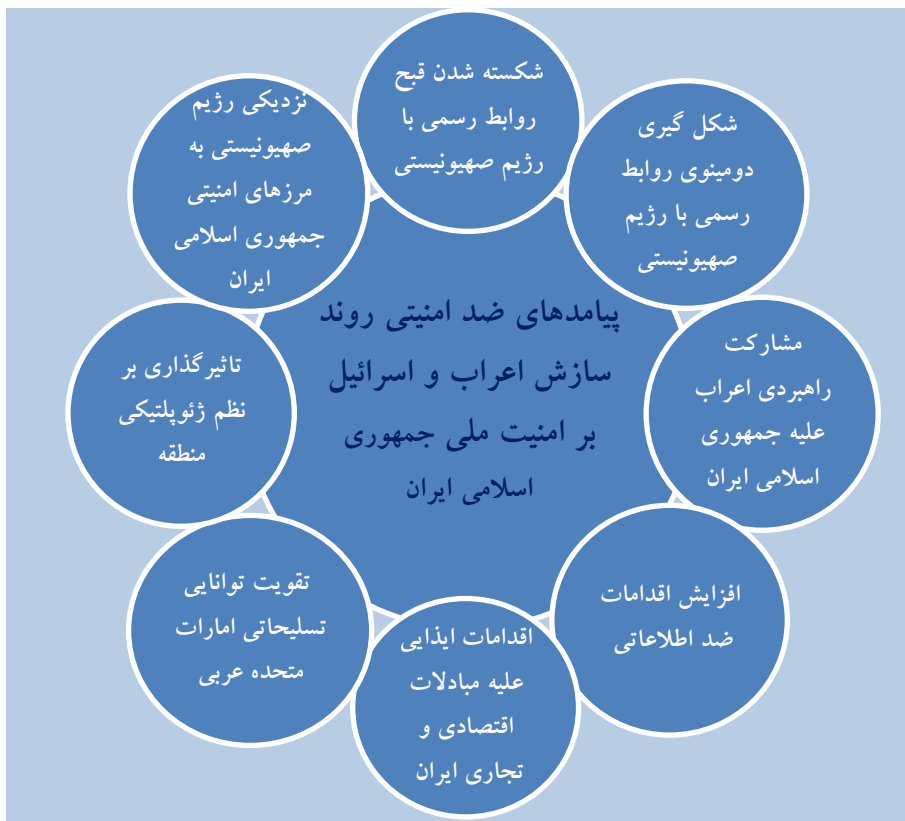 پیامدهای ضد امنیتی روند
سازش اعراب و اسرائیل
بر امنیت ملی جمهوری
اسلامی ایران
شکسته شدن قبح
روابط رسمی با
رژیم صهیونیستی
شکل گیری
دومینوی روابط
رسمی با رژیم
صهیونیستی
مشارکت
راهبردی اعراب
علیه جمهوری
اسلامی ایران
افزایش اقدامات
ضد اطلاعاتی
اقدامات ایذایی
علیه مبادلات
اقتصادی و
تجاری ایران
تقویت توانایی
تسلیحاتی امارات
متحده عربی
تاثیرگذاری بر
نظم ژئوپلتیکی
منطقه
نزدیکی رژیم
صهیونیستی به
مرزهای امنیتی
جمهوری اسلامی
ایران